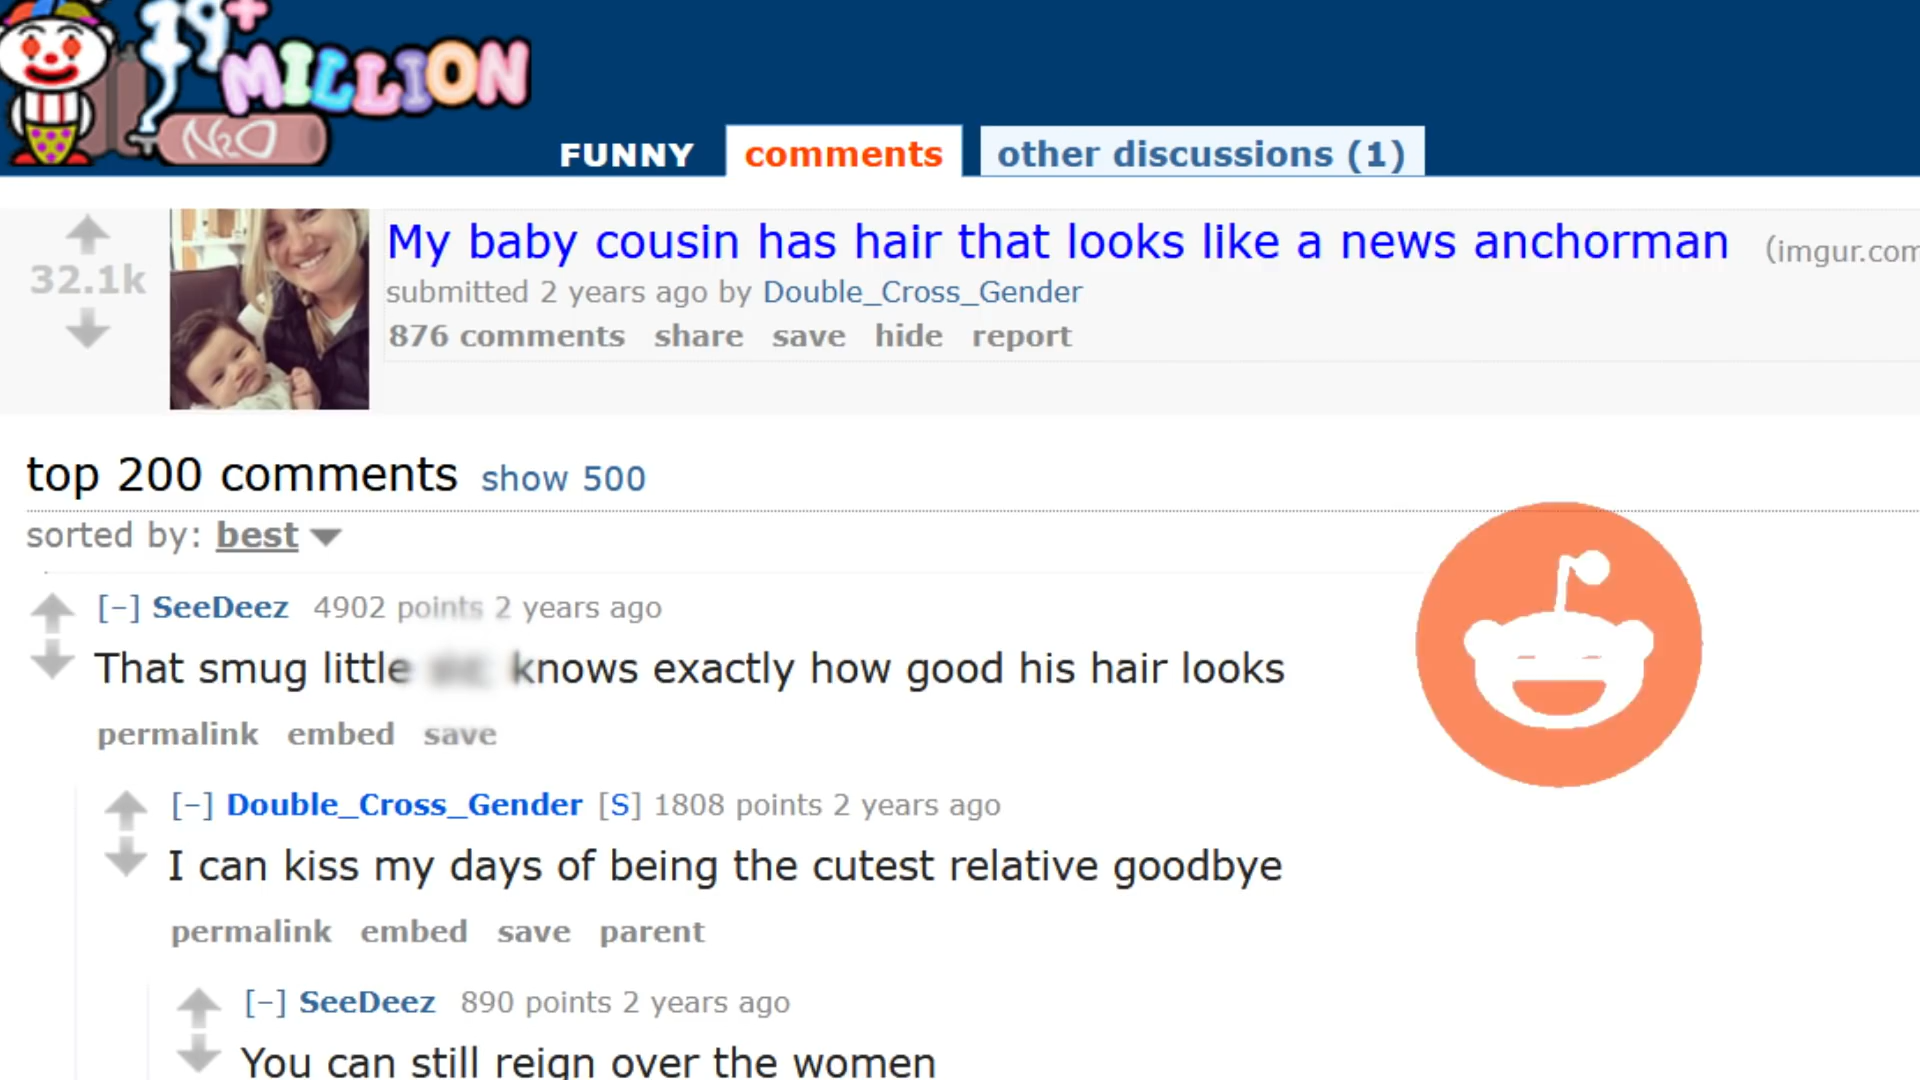 19+
MILLION
N2O
FUNNY comments other discussions (1)
32.1k
My baby cousin has hair that looks like a news anchorman (imgur.com
submitted 2 years ago by Double_Cross_Gender
876 comments share save hide report
top 200 comments show 500
sorted by: best
[–] SeeDeez 4902 points 2 years ago
That smug little knows exactly how good his hair looks
permalink embed save
[–] Double_Cross_Gender [S] 1808 points 2 years ago
I can kiss my days of being the cutest relative goodbye
permalink embed save parent
[–] SeeDeez 890 points 2 years ago
You can still reign over the women